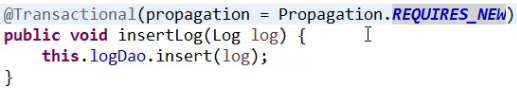 @Transactional(propagation = Propagation.REQUIRES_NEW)
public void insertLog(Log log) {
    this.logDao.insert(log);
}